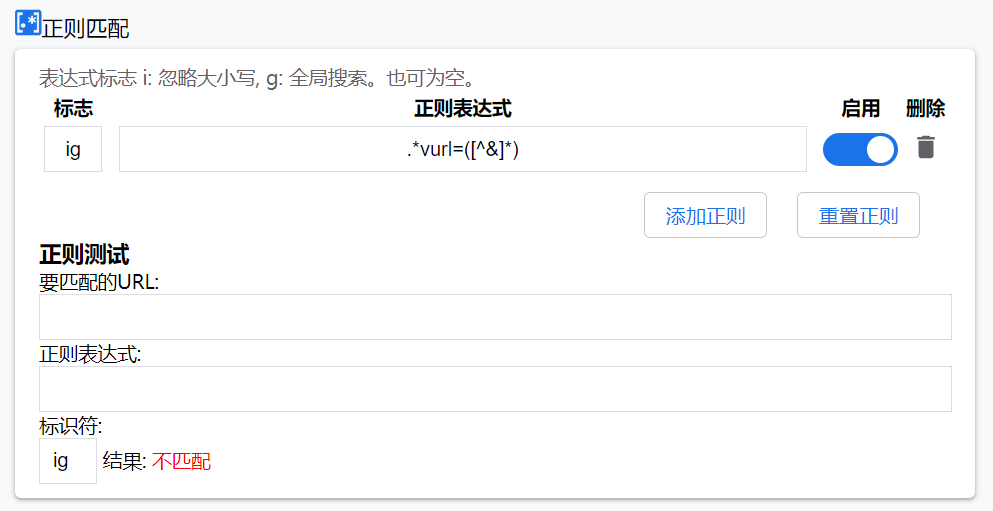 正则匹配
表达式标志 i: 忽略大小写, g: 全局搜索。也可为空。
标志 正则表达式 启用 删除
ig .*vurl=([^&]*)
添加正则 重置正则
正则测试
要匹配的URL:
正则表达式:
标识符:
ig 结果: 不匹配